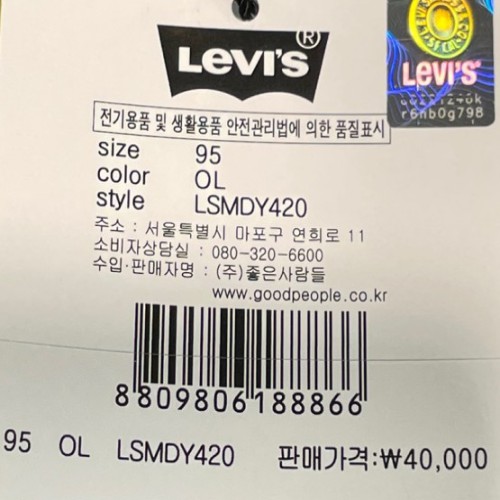 LEVI'S®
LEVI'S
r6nb0g798
전기용품 및 생활용품 안전관리법에 의한 품질표시
size 95
color OL
style LSMDY420
주소 : 서울특별시 마포구 연희로 11
소비자상담실 : 080-320-6600
수입·판매자명 : (주)좋은사람들
www.goodpeople.co.kr
8809806188866
95 OL LSMDY420 판매가격:₩40,000